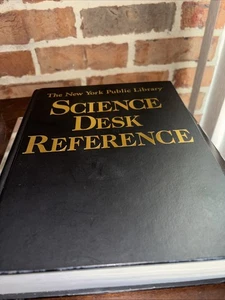 The New York Public Library
SCIENCE
DESK
REFERENCE